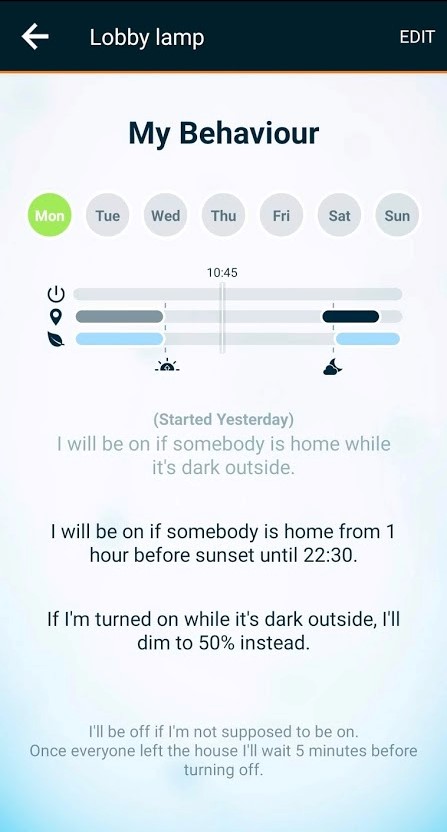 Lobby lamp
EDIT
My Behaviour
Mon Tue Wed Thu Fri Sat Sun
10:45
(Started Yesterday)
I will be on if somebody is home while
it's dark outside.
I will be on if somebody is home from 1
hour before sunset until 22:30.
If I'm turned on while it's dark outside, I'll
dim to 50% instead.
I'll be off if I'm not supposed to be on.
Once everyone left the house I'll wait 5 minutes before
turning off.